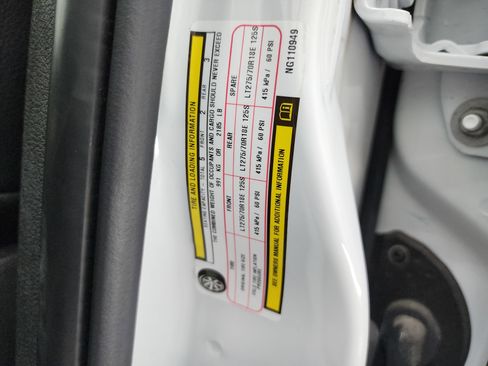 TIRE AND LOADING INFORMATION
SEATING CAPACITY - TOTAL 5 FRONT 2 REAR 3
THE COMBINED WEIGHT OF OCCUPANTS AND CARGO SHOULD NEVER EXCEED
991 KG OR 2185 LB
TIRE FRONT REAR SPARE
ORIGINAL TIRE SIZE LT275/70R18E 125S LT275/70R18E 125S LT275/70R18E 125S
COLD TIRE INFLATION PRESSURE 415 kPa / 60 PSI 415 kPa / 60 PSI 415 kPa / 60 PSI
SEE OWNERS MANUAL FOR ADDITIONAL INFORMATION
NG110949